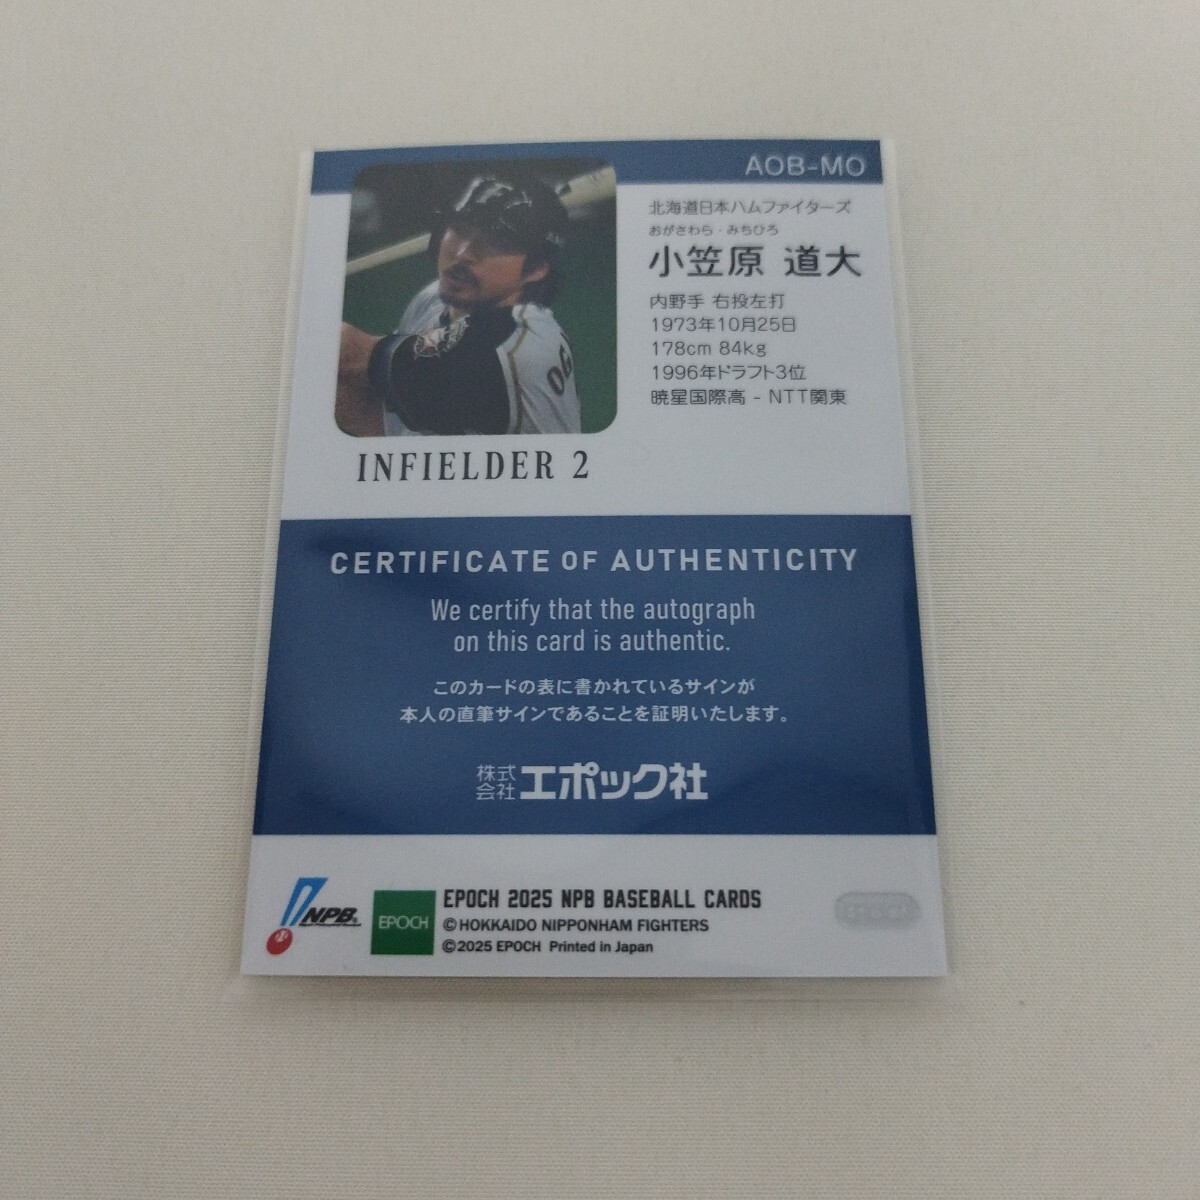 AOB-MO
北海道日本ハムファイターズ
おがさわら・みちひろ
小笠原 道大
内野手 右投左打
1973年10月25日
178cm 84kg
1996年ドラフト3位
暁星国際高 - NTT関東
OG
INFIELDER 2
CERTIFICATE OF AUTHENTICITY
We certify that the autograph
on this card is authentic.
このカードの表に書かれているサインが
本人の直筆サインであることを証明いたします。
株式会社 エポック社
NPB
EPOCH
EPOCH 2025 NPB BASEBALL CARDS
©HOKKAIDO NIPPONHAM FIGHTERS
©2025 EPOCH Printed in Japan